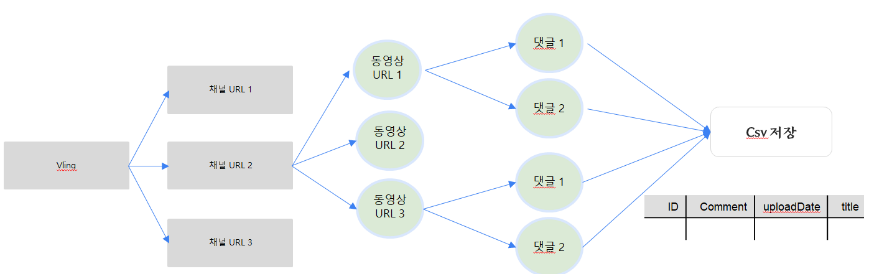 Vling
채널 URL 1
채널 URL 2
채널 URL 3
동영상
URL 1
동영상
URL 2
동영상
URL 3
댓글 1
댓글 2
댓글 1
댓글 2
Csv 저장
ID Comment uploadDate title